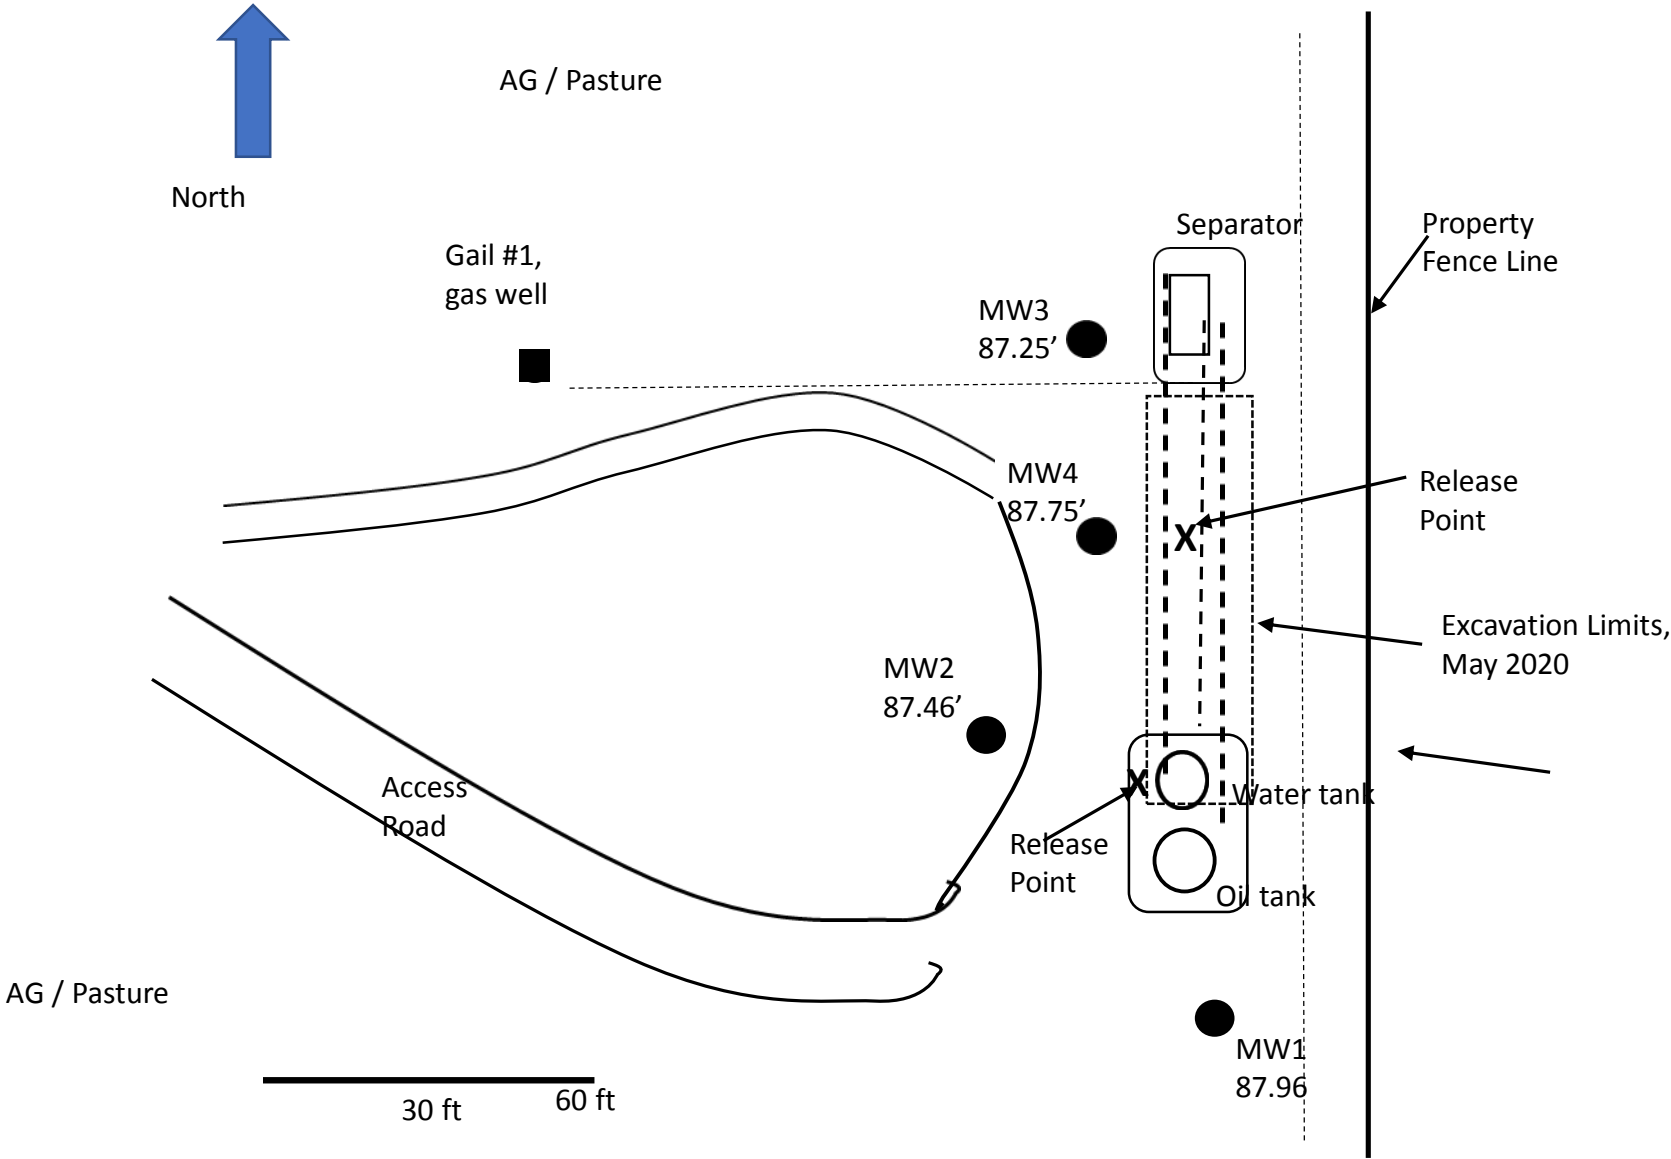 AG / Pasture
North
Separator
Property
Fence Line
Gail #1,
gas well
MW3
87.25’
MW4
87.75’
Release
Point
Excavation Limits,
May 2020
MW2
87.46’
X
X
Access
Road
Water tank
Release
Point
Oil tank
AG / Pasture
MW1
87.96
30 ft
60 ft